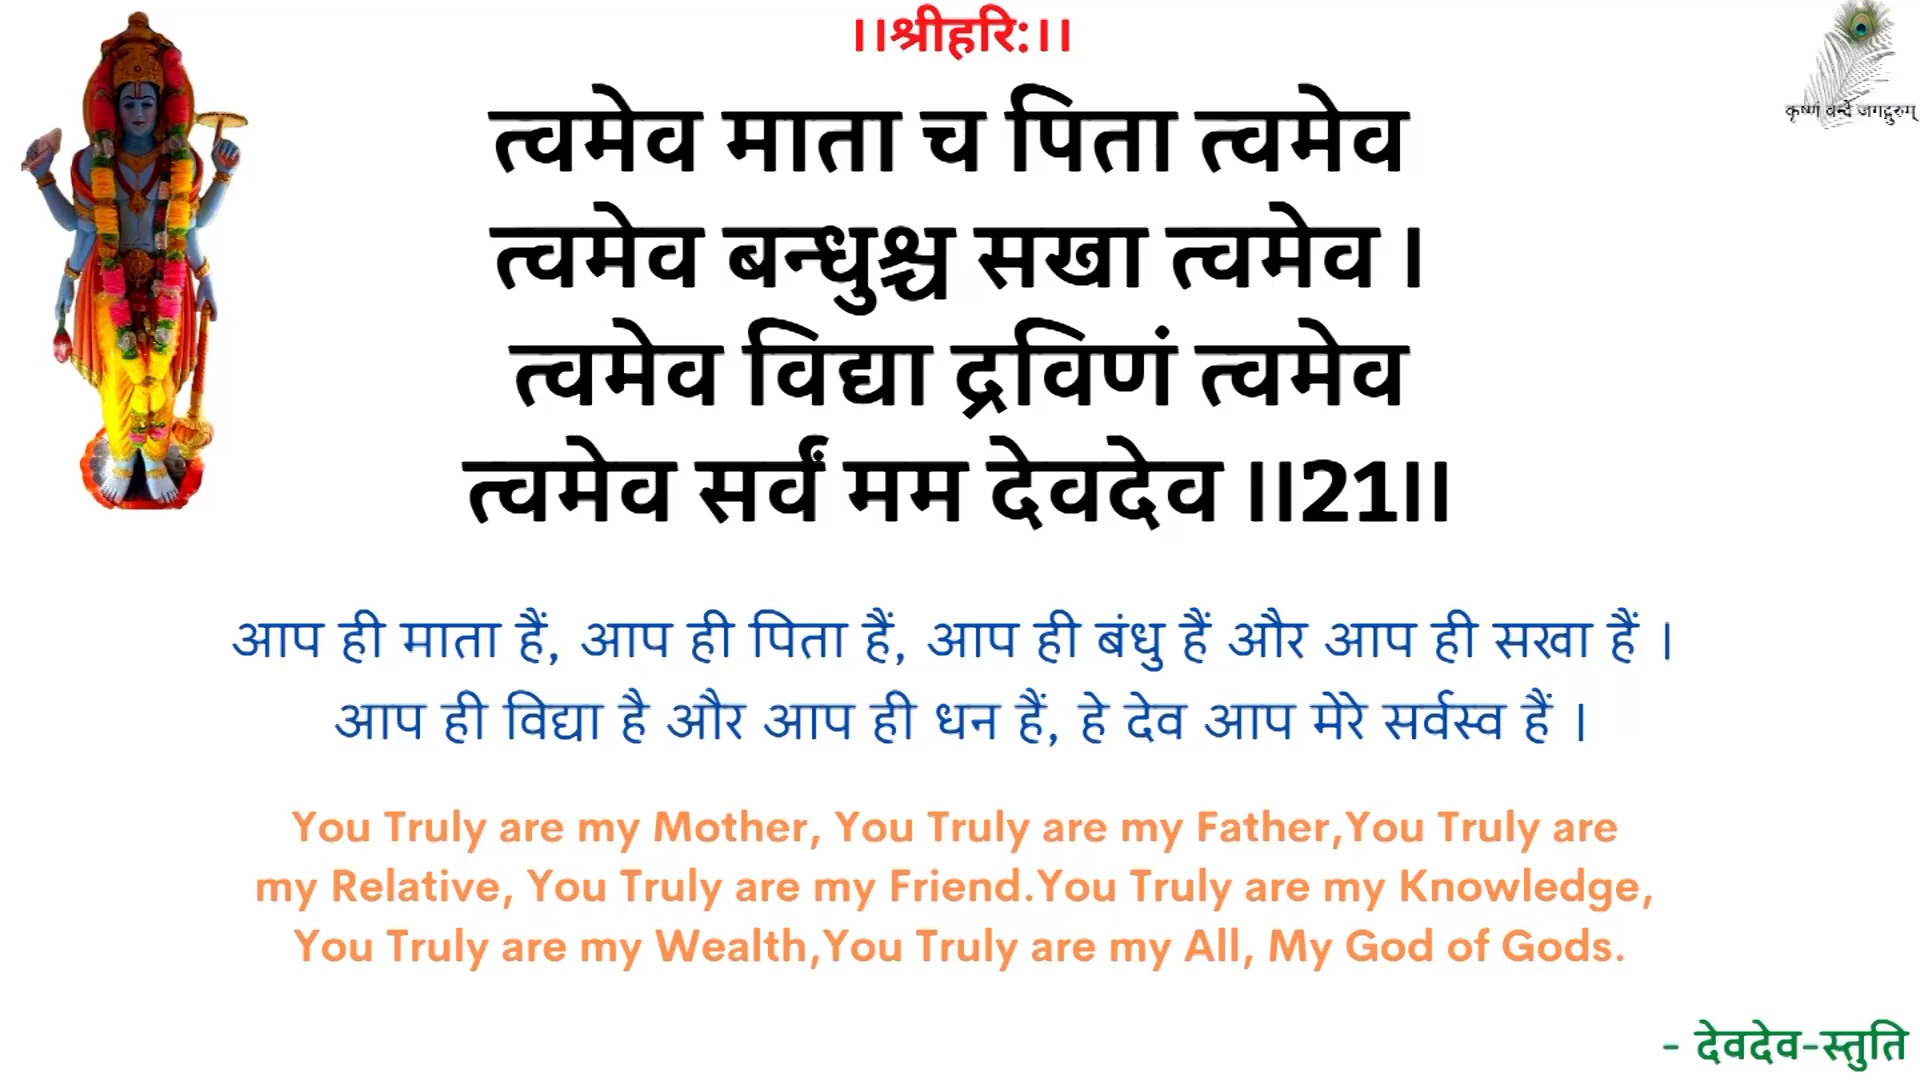 ।।श्रीहरि:।।
कृष्णं वन्दे जगद्गुरुम्
त्वमेव माता च पिता त्वमेव
त्वमेव बन्धुश्च सखा त्वमेव ।
त्वमेव विद्या द्रविणं त्वमेव
त्वमेव सर्वं मम देवदेव ॥21॥
आप ही माता हैं, आप ही पिता हैं, आप ही बंधु हैं और आप ही सखा हैं ।
आप ही विद्या है और आप ही धन हैं, हे देव आप मेरे सर्वस्व हैं ।
You Truly are my Mother, You Truly are my Father,You Truly are
my Relative, You Truly are my Friend.You Truly are my Knowledge,
You Truly are my Wealth,You Truly are my All, My God of Gods.
- देवदेव-स्तुति